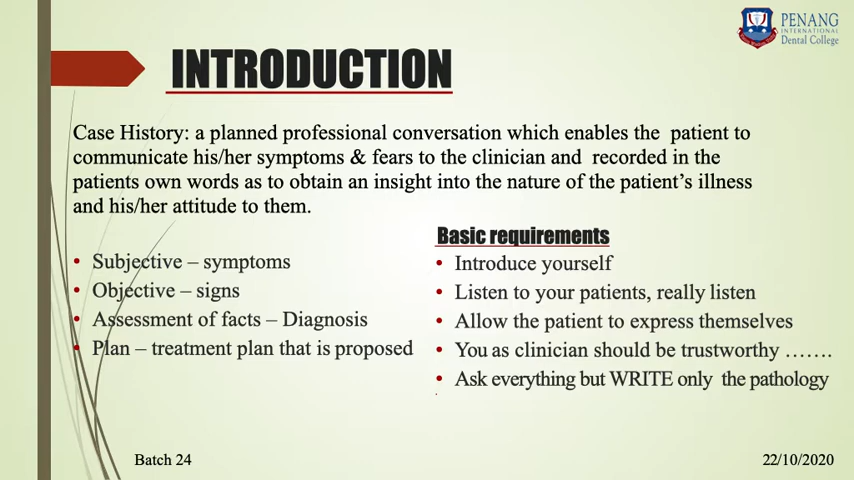 PENANG
INTERNATIONAL
Dental College
INTRODUCTION
Case History: a planned professional conversation which enables the patient to
communicate his/her symptoms & fears to the clinician and recorded in the
patients own words as to obtain an insight into the nature of the patient's illness
and his/her attitude to them.
• Subjective – symptoms
• Objective – signs
• Assessment of facts – Diagnosis
• Plan – treatment plan that is proposed
Basic requirements
• Introduce yourself
• Listen to your patients, really listen
• Allow the patient to express themselves
• You as clinician should be trustworthy …….
• Ask everything but WRITE only the pathology
.
Batch 24
22/10/2020